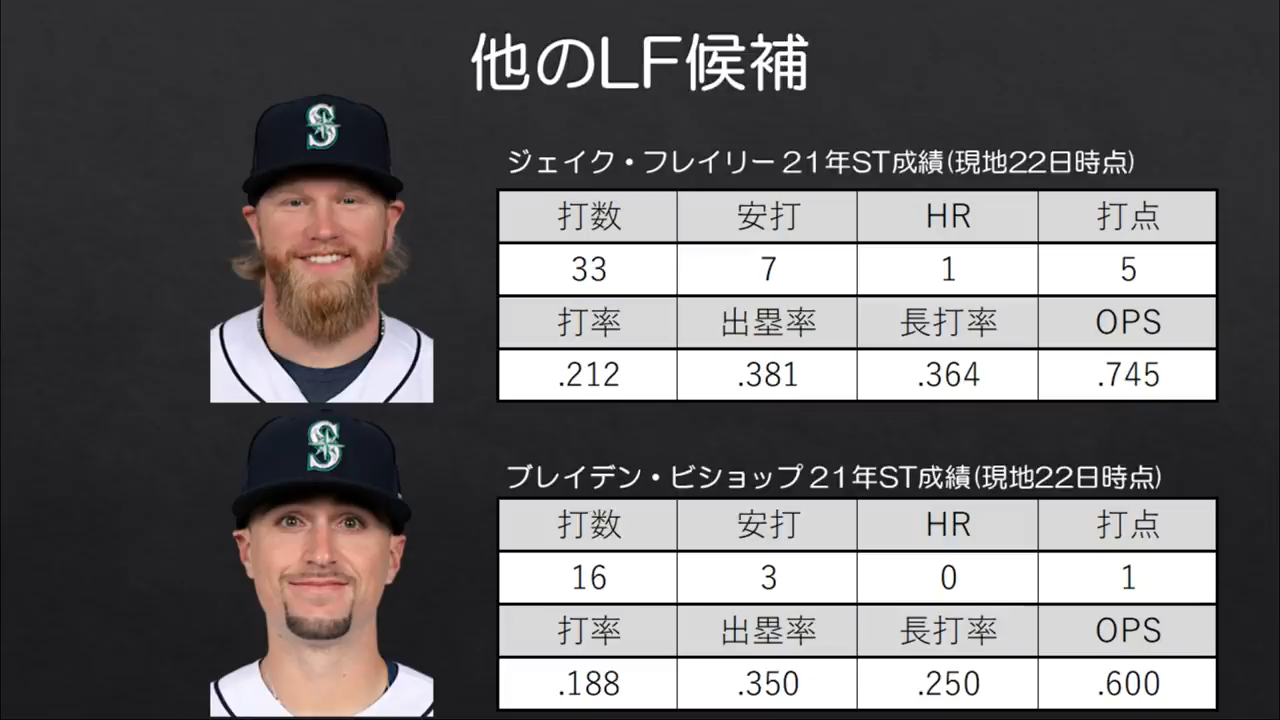 他のLF候補
ジェイク・フレイリー 21年ST成績(現地22日時点)
打数 安打 HR 打点
33 7 1 5
打率 出塁率 長打率 OPS
.212 .381 .364 .745
ブレイデン・ビショップ 21年ST成績(現地22日時点)
打数 安打 HR 打点
16 3 0 1
打率 出塁率 長打率 OPS
.188 .350 .250 .600